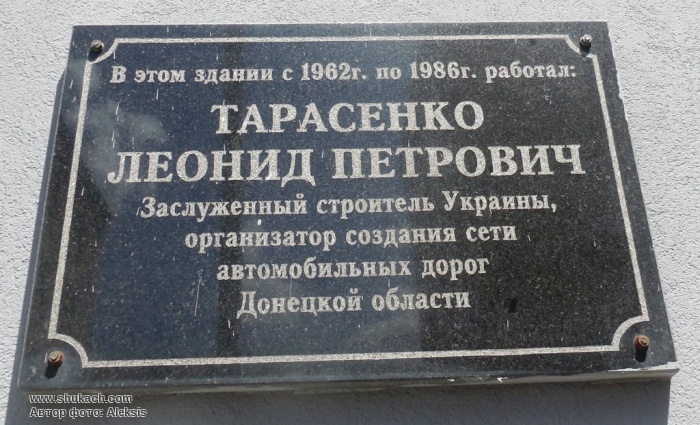 В этом здании с 1962г. по 1986г. работал:
ТАРАСЕНКО
ЛЕОНИД ПЕТРОВИЧ
Заслуженный строитель Украины,
организатор создания сети
автомобильных дорог
Донецкой области
www.shukach.com
Автор фото: Aleksis